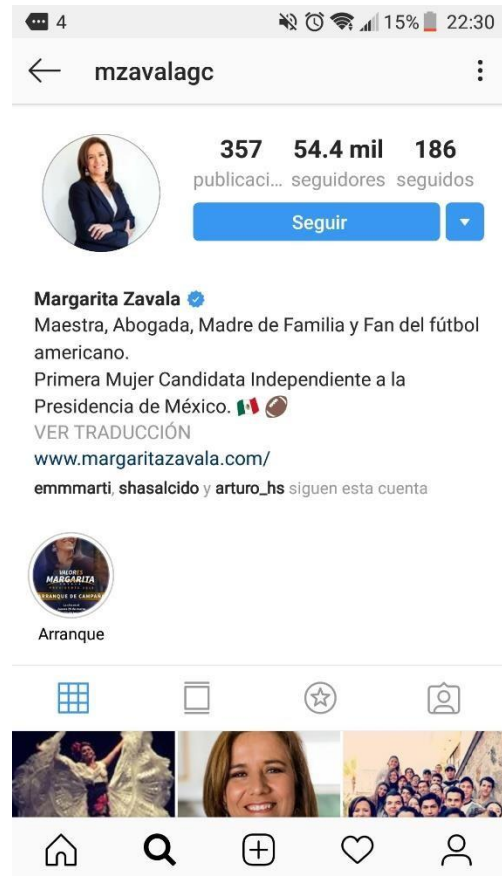 4 15% 22:30
mzavalagc
357 54.4 mil 186
publicaci... seguidores seguidos
Seguir
Margarita Zavala
Maestra, Abogada, Madre de Familia y Fan del fútbol
americano.
Primera Mujer Candidata Independiente a la
Presidencia de México. 🇲🇽 🏈
VER TRADUCCIÓN
www.margaritazavala.com/
emmmarti, shasalcido y arturo_hs siguen esta cuenta
VALORES
MARGARITA
ARRANQUE DE CAMPAÑA
Arranque